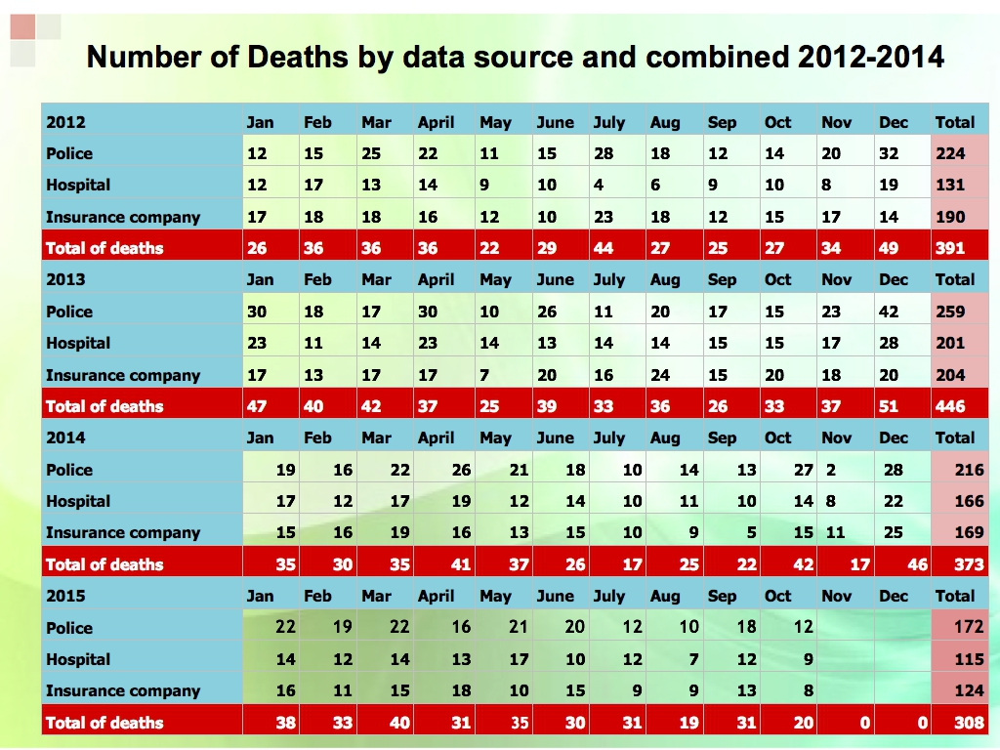 Number of Deaths by data source and combined 2012-2014
2012 Jan Feb Mar April May June July Aug Sep Oct Nov Dec Total
Police 12 15 25 22 11 15 28 18 12 14 20 32 224
Hospital 12 17 13 14 9 10 4 6 9 10 8 19 131
Insurance company 17 18 18 16 12 10 23 18 12 15 17 14 190
Total of deaths 26 36 36 36 22 29 44 27 25 27 34 49 391
2013 Jan Feb Mar April May June July Aug Sep Oct Nov Dec Total
Police 30 18 17 30 10 26 11 20 17 15 23 42 259
Hospital 23 11 14 23 14 13 14 14 15 15 17 28 201
Insurance company 17 13 17 17 7 20 16 24 15 20 18 20 204
Total of deaths 47 40 42 37 25 39 33 36 26 33 37 51 446
2014 Jan Feb Mar April May June July Aug Sep Oct Nov Dec Total
Police 19 16 22 26 21 18 10 14 13 27 2 28 216
Hospital 17 12 17 19 12 14 10 11 10 14 8 22 166
Insurance company 15 16 19 16 13 15 10 9 5 15 11 25 169
Total of deaths 35 30 35 41 37 26 17 25 22 42 17 46 373
2015 Jan Feb Mar April May June July Aug Sep Oct Nov Dec Total
Police 22 19 22 16 21 20 12 10 18 12 172
Hospital 14 12 14 13 17 10 12 7 12 9 115
Insurance company 16 11 15 18 10 15 9 9 13 8 124
Total of deaths 38 33 40 31 35 30 31 19 31 20 0 0 308